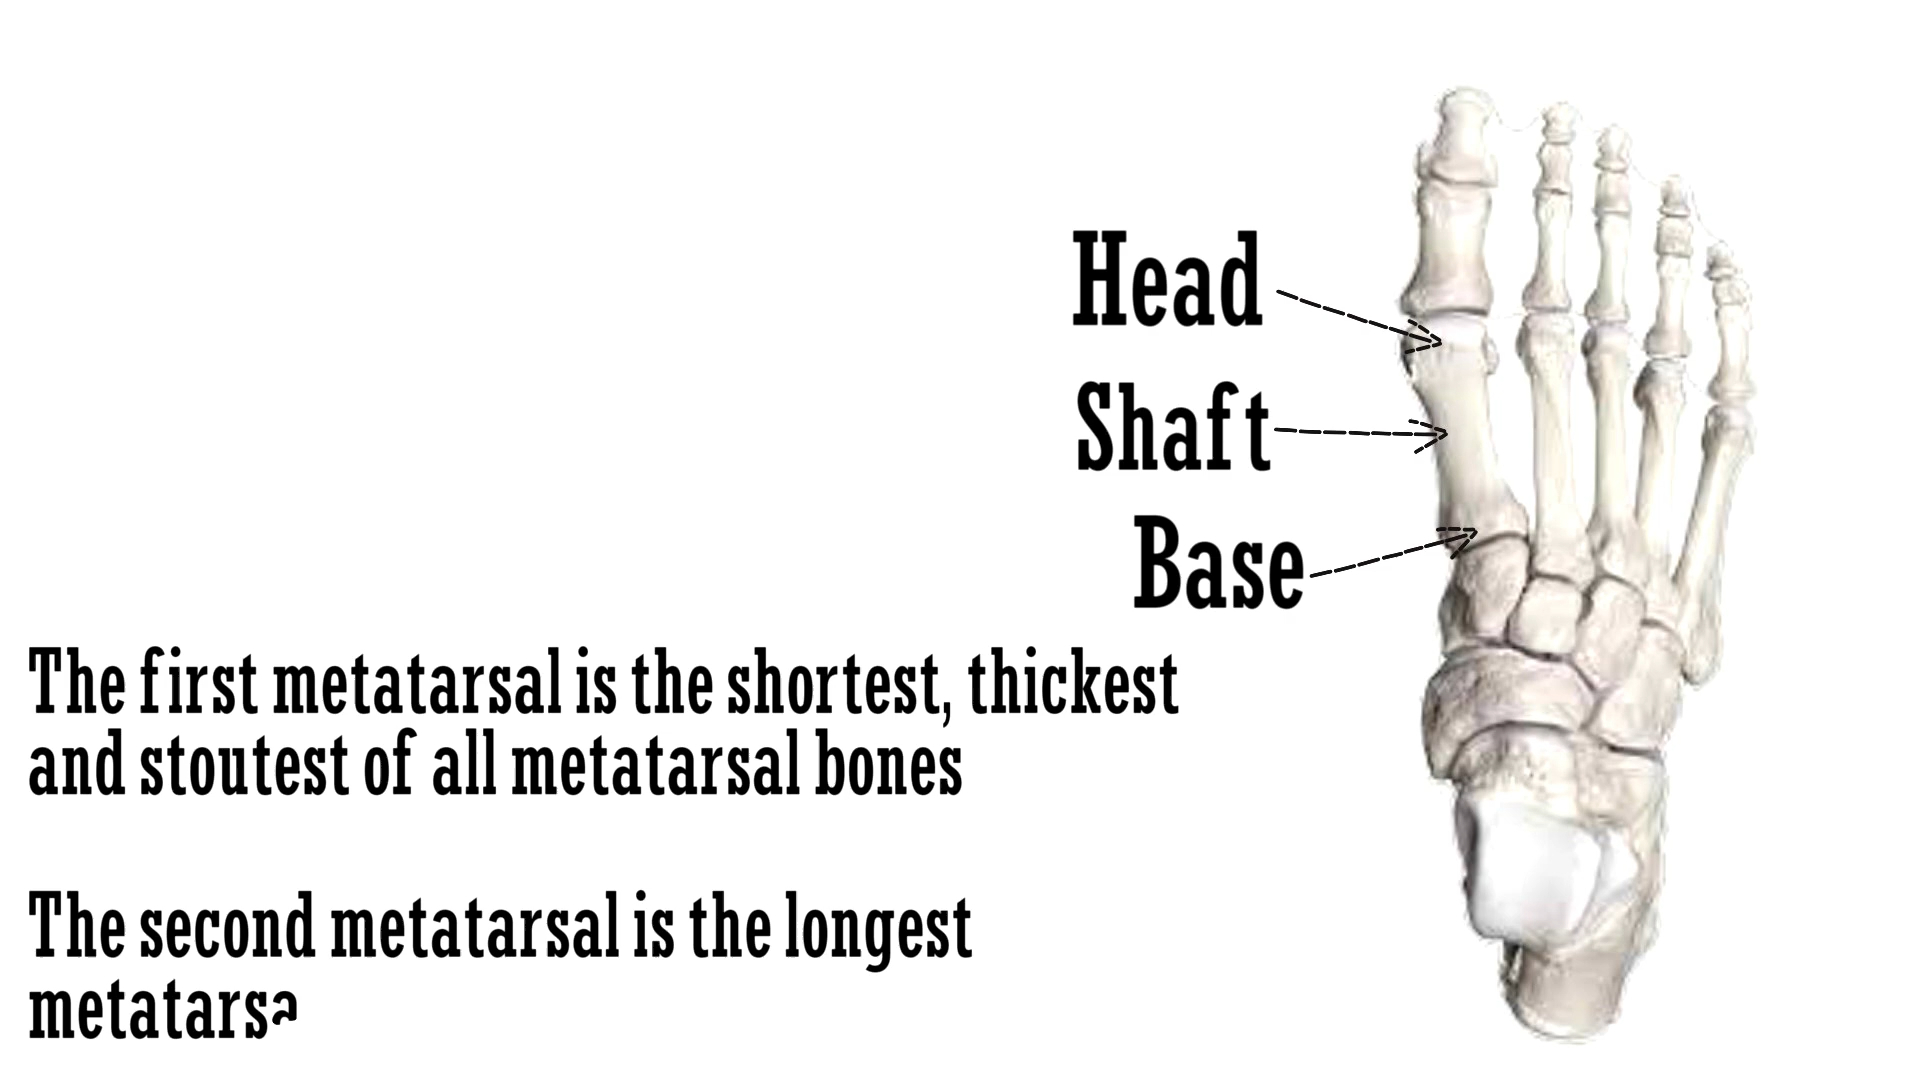 Head
Shaft
Base
The first metatarsal is the shortest, thickest
and stoutest of all metatarsal bones
The second metatarsal is the longest
metatarsa